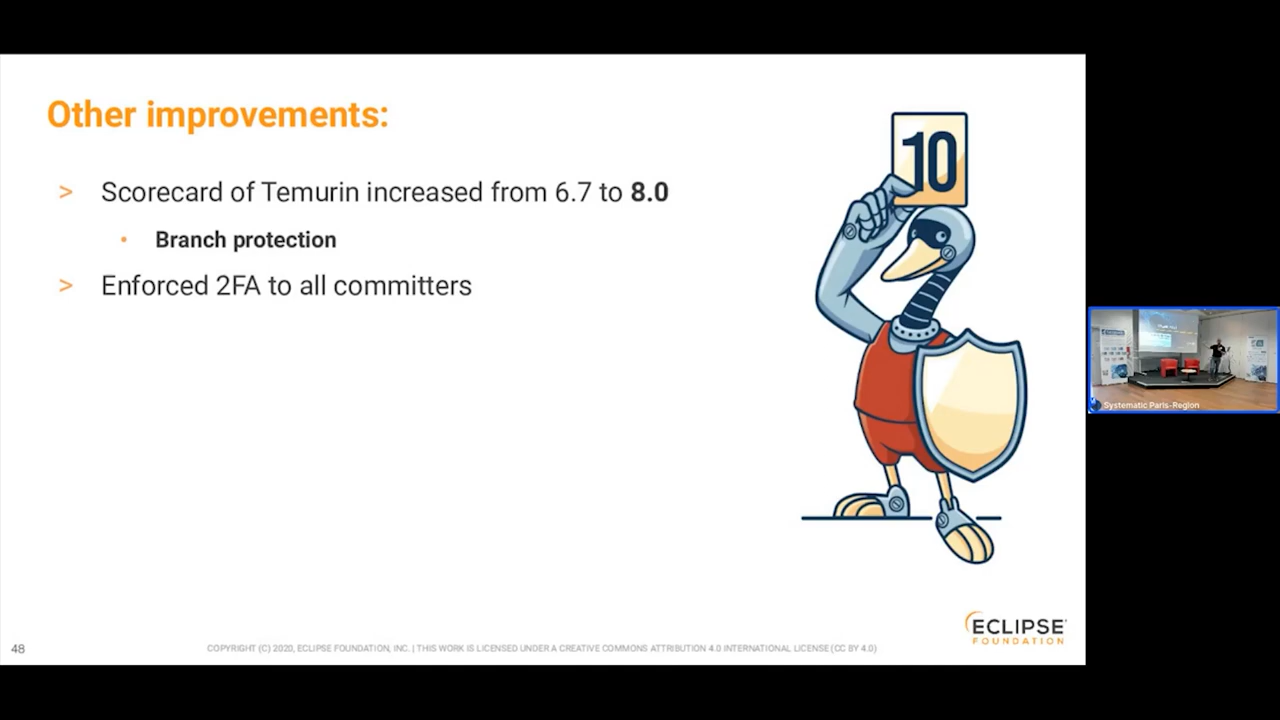 Other improvements:
> Scorecard of Temurin increased from 6.7 to 8.0
• Branch protection
> Enforced 2FA to all committers
10
ECLIPSE
FOUNDATION
48
COPYRIGHT (C) 2020, ECLIPSE FOUNDATION, INC. | THIS WORK IS LICENSED UNDER A CREATIVE COMMONS ATTRIBUTION 4.0 INTERNATIONAL LICENSE (CC BY 4.0)
Systematic Paris-Region